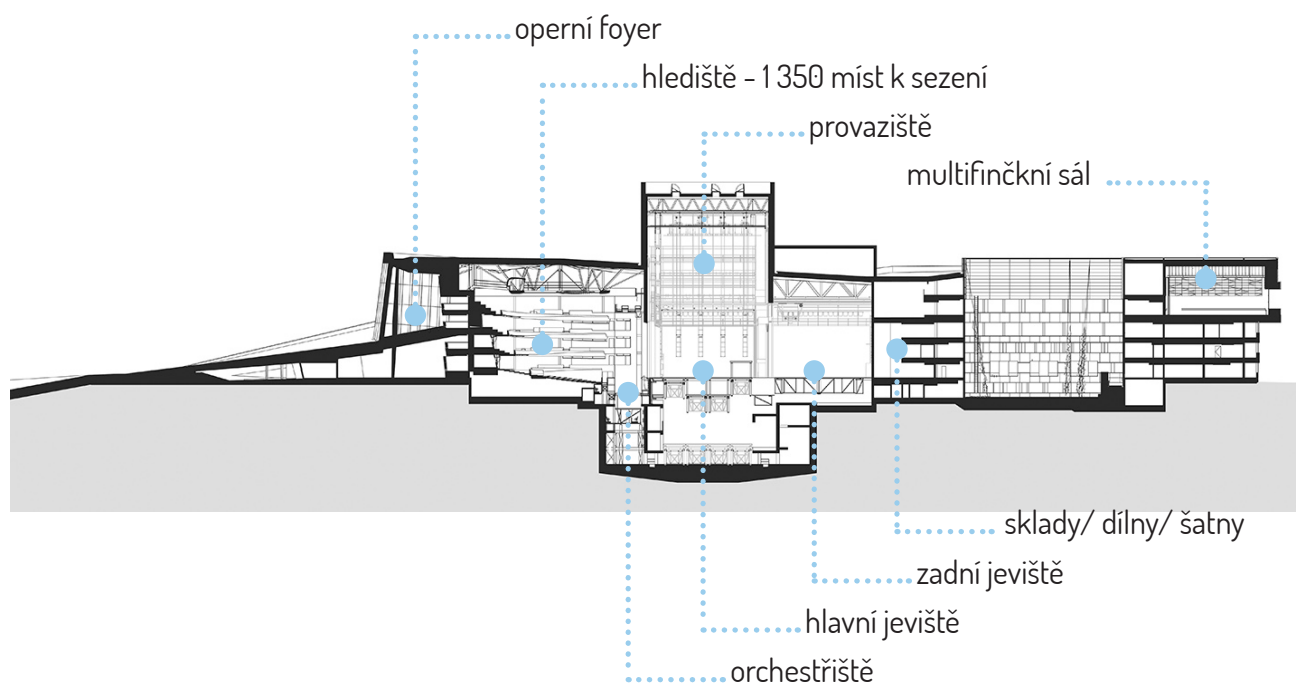 operní foyer
hlediště - 1 350 míst k sezení
provaziště
multifinčkní sál
sklady/ dílny/ šatny
zadní jeviště
hlavní jeviště
orchestřiště